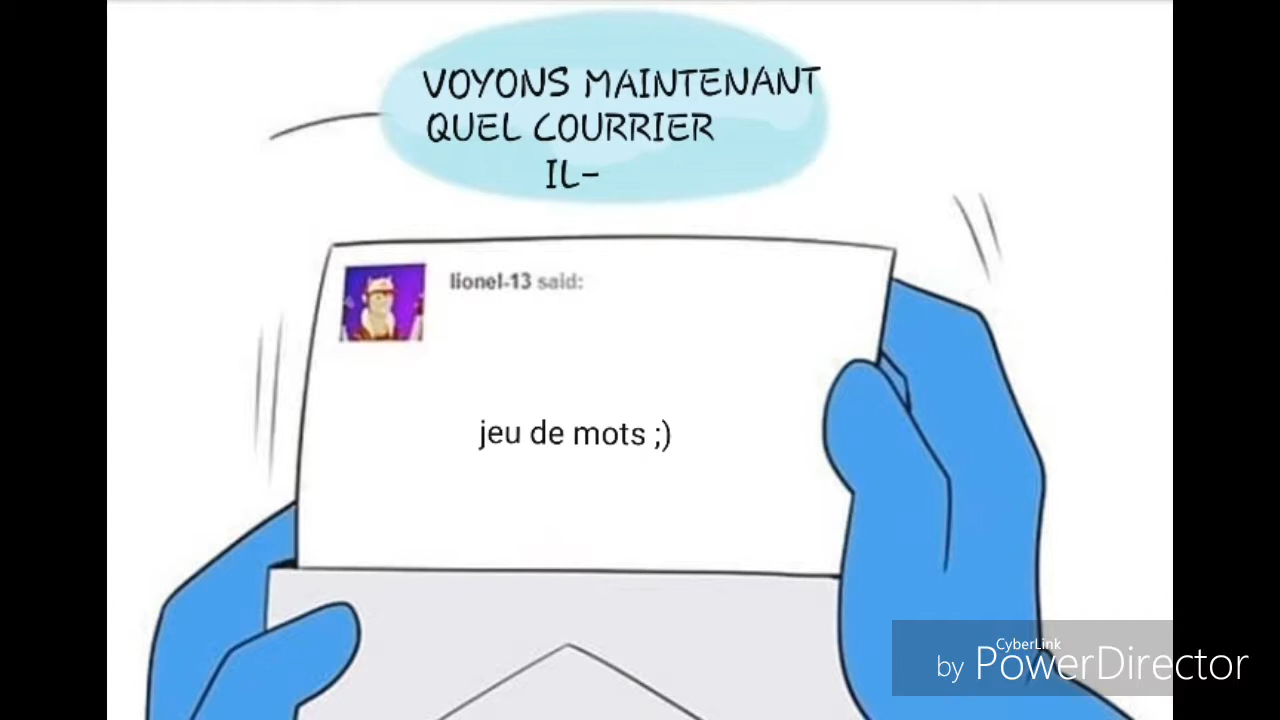 VOYONS MAINTENANT
QUEL COURRIER
IL-
lionel-13 said:
jeu de mots ;)
CyberLink
by PowerDirector